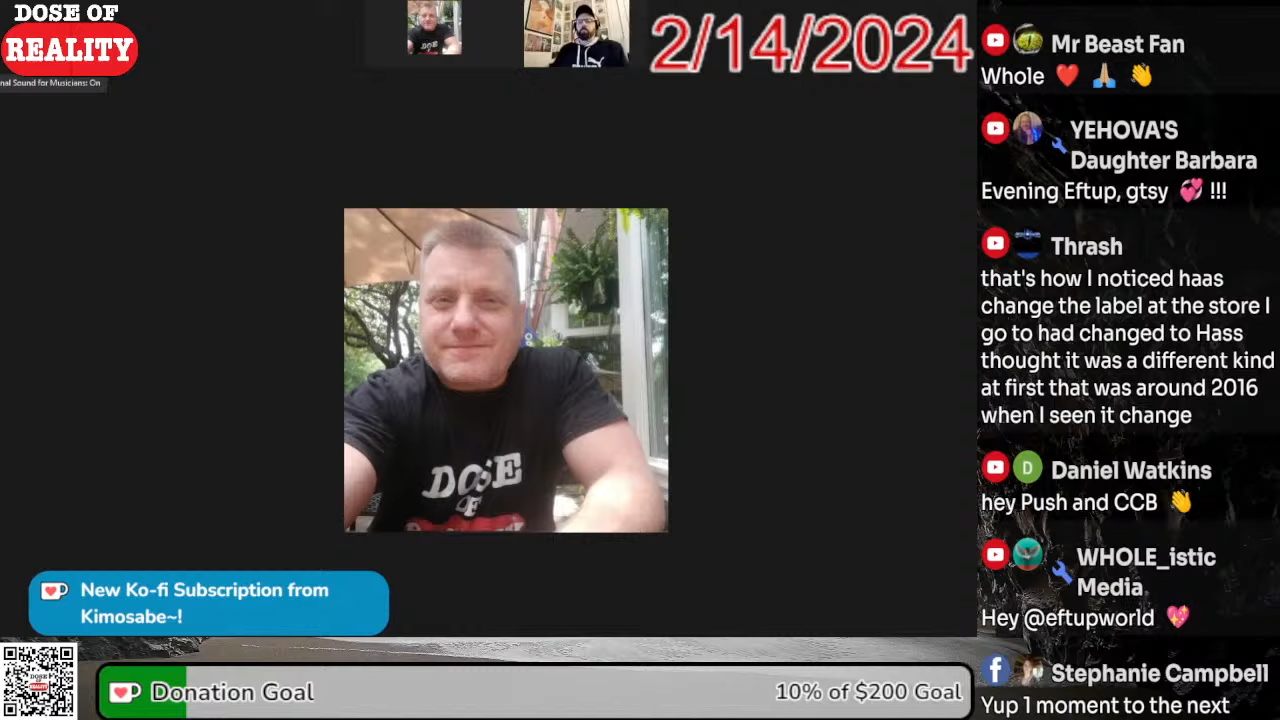 DOSE OF
REALITY
nal Sound for Musicians: On
2/14/2024
DOSE
OF
New Ko-fi Subscription from
Kimosabe~!
DOSE OF
REALITY
Donation Goal
10% of $200 Goal
Mr Beast Fan
Whole ❤️ 🙏🏽 👋
YEHOVA'S
Daughter Barbara
Evening Eftup, gtsy 💞 !!!
Thrash
that's how I noticed haas
change the label at the store I
go to had changed to Hass
thought it was a different kind
at first that was around 2016
when I seen it change
D
Daniel Watkins
hey Push and CCB 👋
WHOLE_istic
Media
Hey @eftupworld 💖
Stephanie Campbell
Yup 1 moment to the next